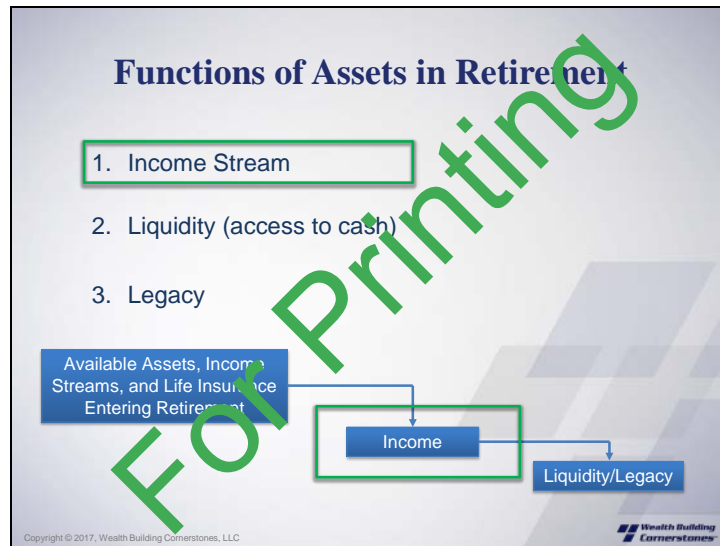 Functions of Assets in Retirement
1. Income Stream
2. Liquidity (access to cash)
3. Legacy
Available Assets, Income
Streams, and Life Insurance
Entering Retirement
Income
Liquidity/Legacy
For Printing
Copyright © 2017, Wealth Building Cornerstones, LLC
Wealth Building
Cornerstones